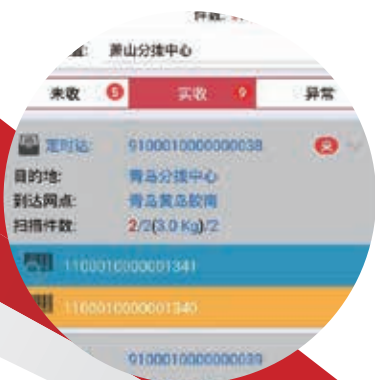 件数:
萧山分拨中心
未收 5 实收 9 异常
定时达: 9100010000000038
目的地: 青岛分拨中心
到达网点: 青岛黄岛胶南
扫描件数: 2/2(3.0 Kg)/2
1100010000001341
1100010000001340
9100010000000039